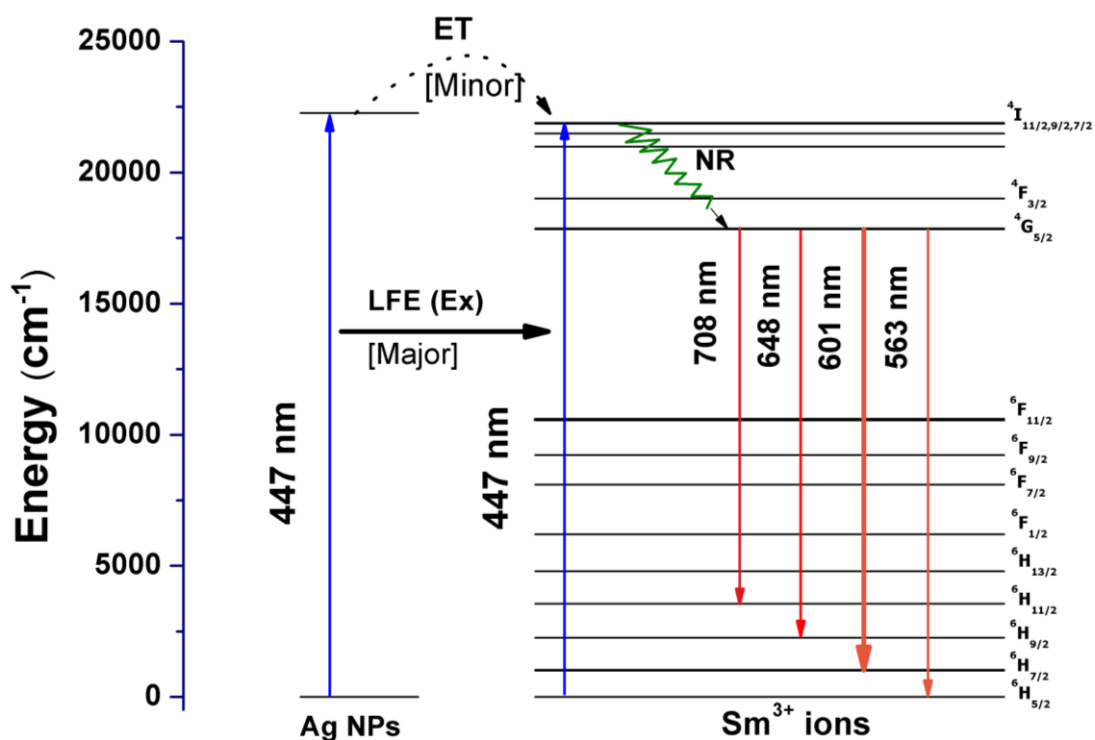 ET
[Minor]
25000
20000
15000
10000
5000
0
Energy (cm⁻¹)
447 nm
LFE (Ex)
[Major]
447 nm
NR
708 nm
648 nm
601 nm
563 nm
⁴I₁₁/₂,₉/₂,₇/₂
⁴F₃/₂
⁴G₅/₂
⁶F₁₁/₂
⁶F₉/₂
⁶F₇/₂
⁶F₁/₂
⁶H₁₃/₂
⁶H₁₁/₂
⁶H₉/₂
⁶H₇/₂
⁶H₅/₂
Ag NPs
Sm³⁺ ions